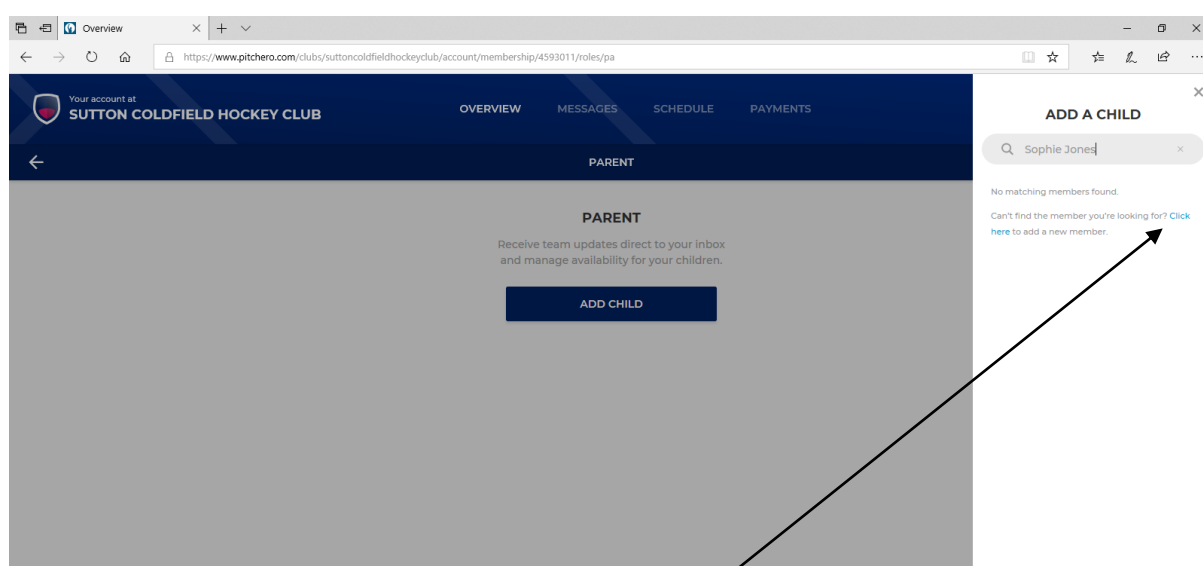 Overview
https://www.pitchero.com/clubs/suttoncoldfieldhockeyclub/account/membership/4593011/roles/pa
Your account at
SUTTON COLDFIELD HOCKEY CLUB
OVERVIEW MESSAGES SCHEDULE PAYMENTS
PARENT
PARENT
Receive team updates direct to your inbox
and manage availability for your children.
ADD CHILD
ADD A CHILD
Sophie Jones
No matching members found.
Can't find the member you're looking for? Click
here to add a new member.